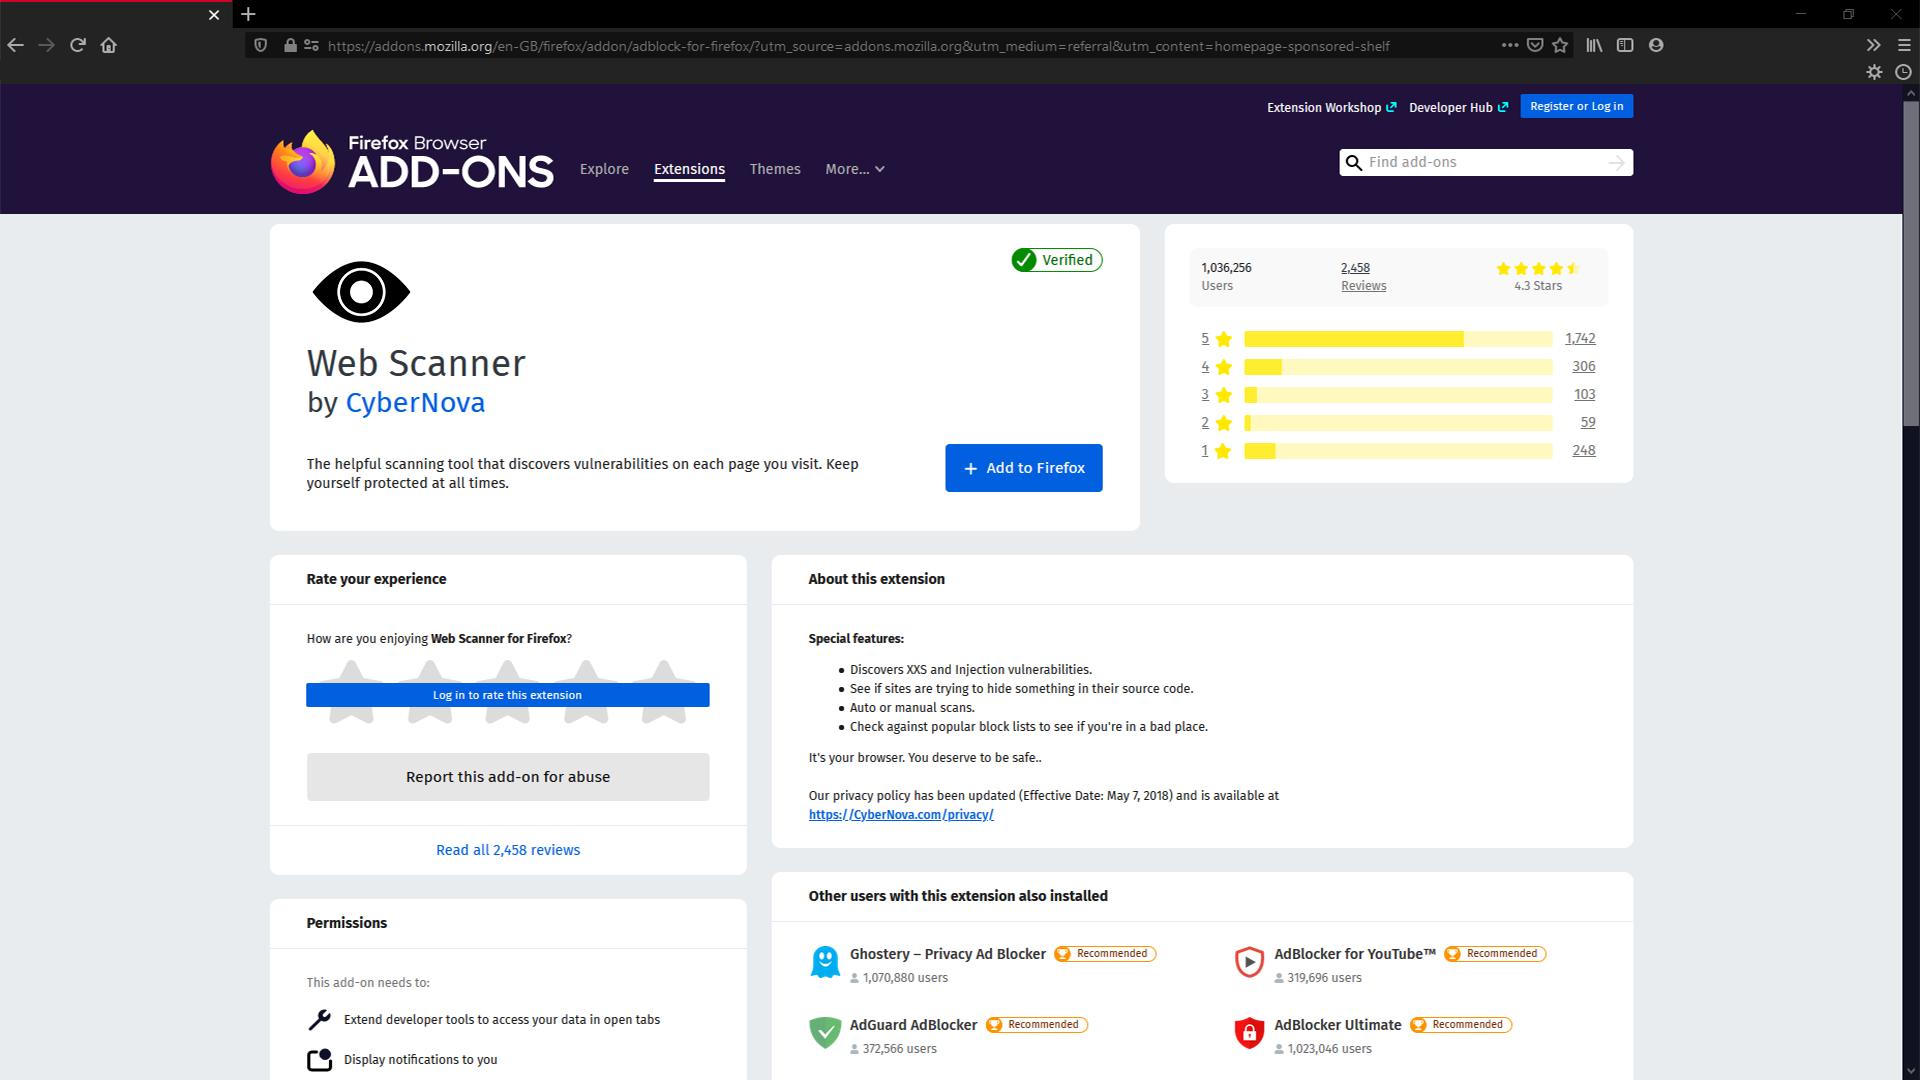 https://addons.mozilla.org/en-GB/firefox/addon/adblock-for-firefox/?utm_source=addons.mozilla.org&utm_medium=referral&utm_content=homepage-sponsored-shelf
Extension Workshop Developer Hub Register or Log in
Firefox Browser
ADD-ONS
Explore Extensions Themes More...
Find add-ons
Verified
Web Scanner
by CyberNova
The helpful scanning tool that discovers vulnerabilities on each page you visit. Keep
yourself protected at all times.
Add to Firefox
1,036,256 2,458
Users Reviews 4.3 Stars
5 1,742
4 306
3 103
2 59
1 248
Rate your experience
How are you enjoying Web Scanner for Firefox?
Log in to rate this extension
Report this add-on for abuse
Read all 2,458 reviews
Permissions
This add-on needs to:
Extend developer tools to access your data in open tabs
Display notifications to you
About this extension
Special features:
Discovers XXS and Injection vulnerabilities.
See if sites are trying to hide something in their source code.
Auto or manual scans.
Check against popular block lists to see if you're in a bad place.
It's your browser. You deserve to be safe..
Our privacy policy has been updated (Effective Date: May 7, 2018) and is available at
https://CyberNova.com/privacy/
Other users with this extension also installed
Ghostery – Privacy Ad Blocker Recommended
1,070,880 users
AdBlocker for YouTube™ Recommended
319,696 users
AdGuard AdBlocker Recommended
372,566 users
AdBlocker Ultimate Recommended
1,023,046 users